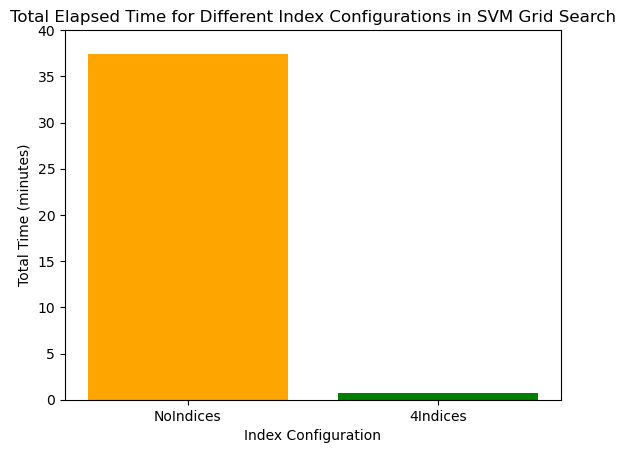 Total Elapsed Time for Different Index Configurations in SVM Grid Search
40
35
30
25
20
15
10
5
0
Total Time (minutes)
NoIndices
4Indices
Index Configuration